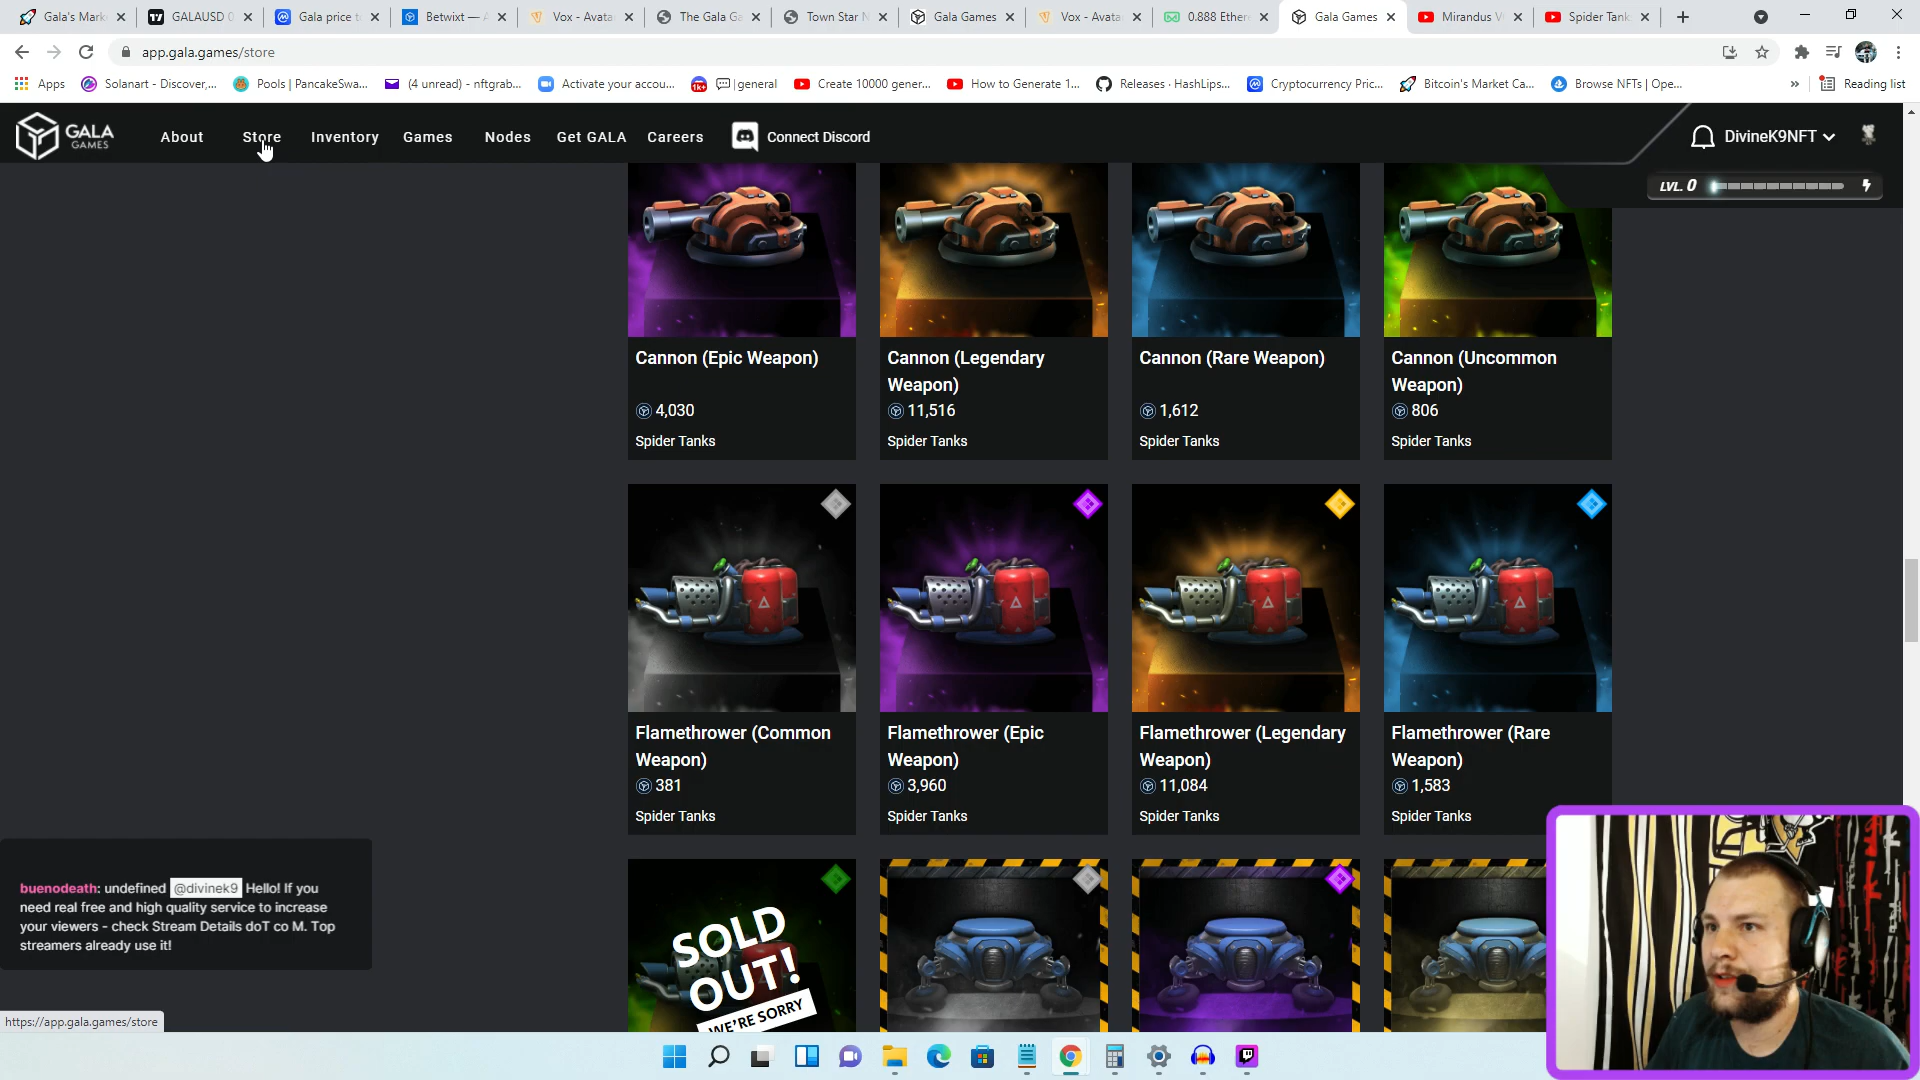 Gala's Mark
GALAUSD 0
Gala price t
Betwixt — A
Vox - Avata
The Gala Ga
Town Star N
Gala Games
Vox - Avata
0.888 Ether
Gala Games
Mirandus V
Spider Tank
app.gala.games/store
Apps
Solanart - Discover,...
Pools | PancakeSwa...
(4 unread) - nftgrab...
Activate your accou...
1k+
|general
Create 10000 gener...
How to Generate 1...
Releases · HashLips...
Cryptocurrency Pric...
Bitcoin's Market Ca...
Browse NFTs | Ope...
»
Reading list
GALA
GAMES
About
Store
Inventory
Games
Nodes
Get GALA
Careers
Connect Discord
DivineK9NFT
LVL. 0
Cannon (Epic Weapon)
4,030
Spider Tanks
Cannon (Legendary
Weapon)
11,516
Spider Tanks
Cannon (Rare Weapon)
1,612
Spider Tanks
Cannon (Uncommon
Weapon)
806
Spider Tanks
Flamethrower (Common
Weapon)
381
Spider Tanks
Flamethrower (Epic
Weapon)
3,960
Spider Tanks
Flamethrower (Legendary
Weapon)
11,084
Spider Tanks
Flamethrower (Rare
Weapon)
1,583
Spider Tanks
SOLD
OUT!
WE'RE SORRY
buenodeath: undefined @divinek9 Hello! If you
need real free and high quality service to increase
your viewers - check Stream Details doT co M. Top
streamers already use it!
https://app.gala.games/store